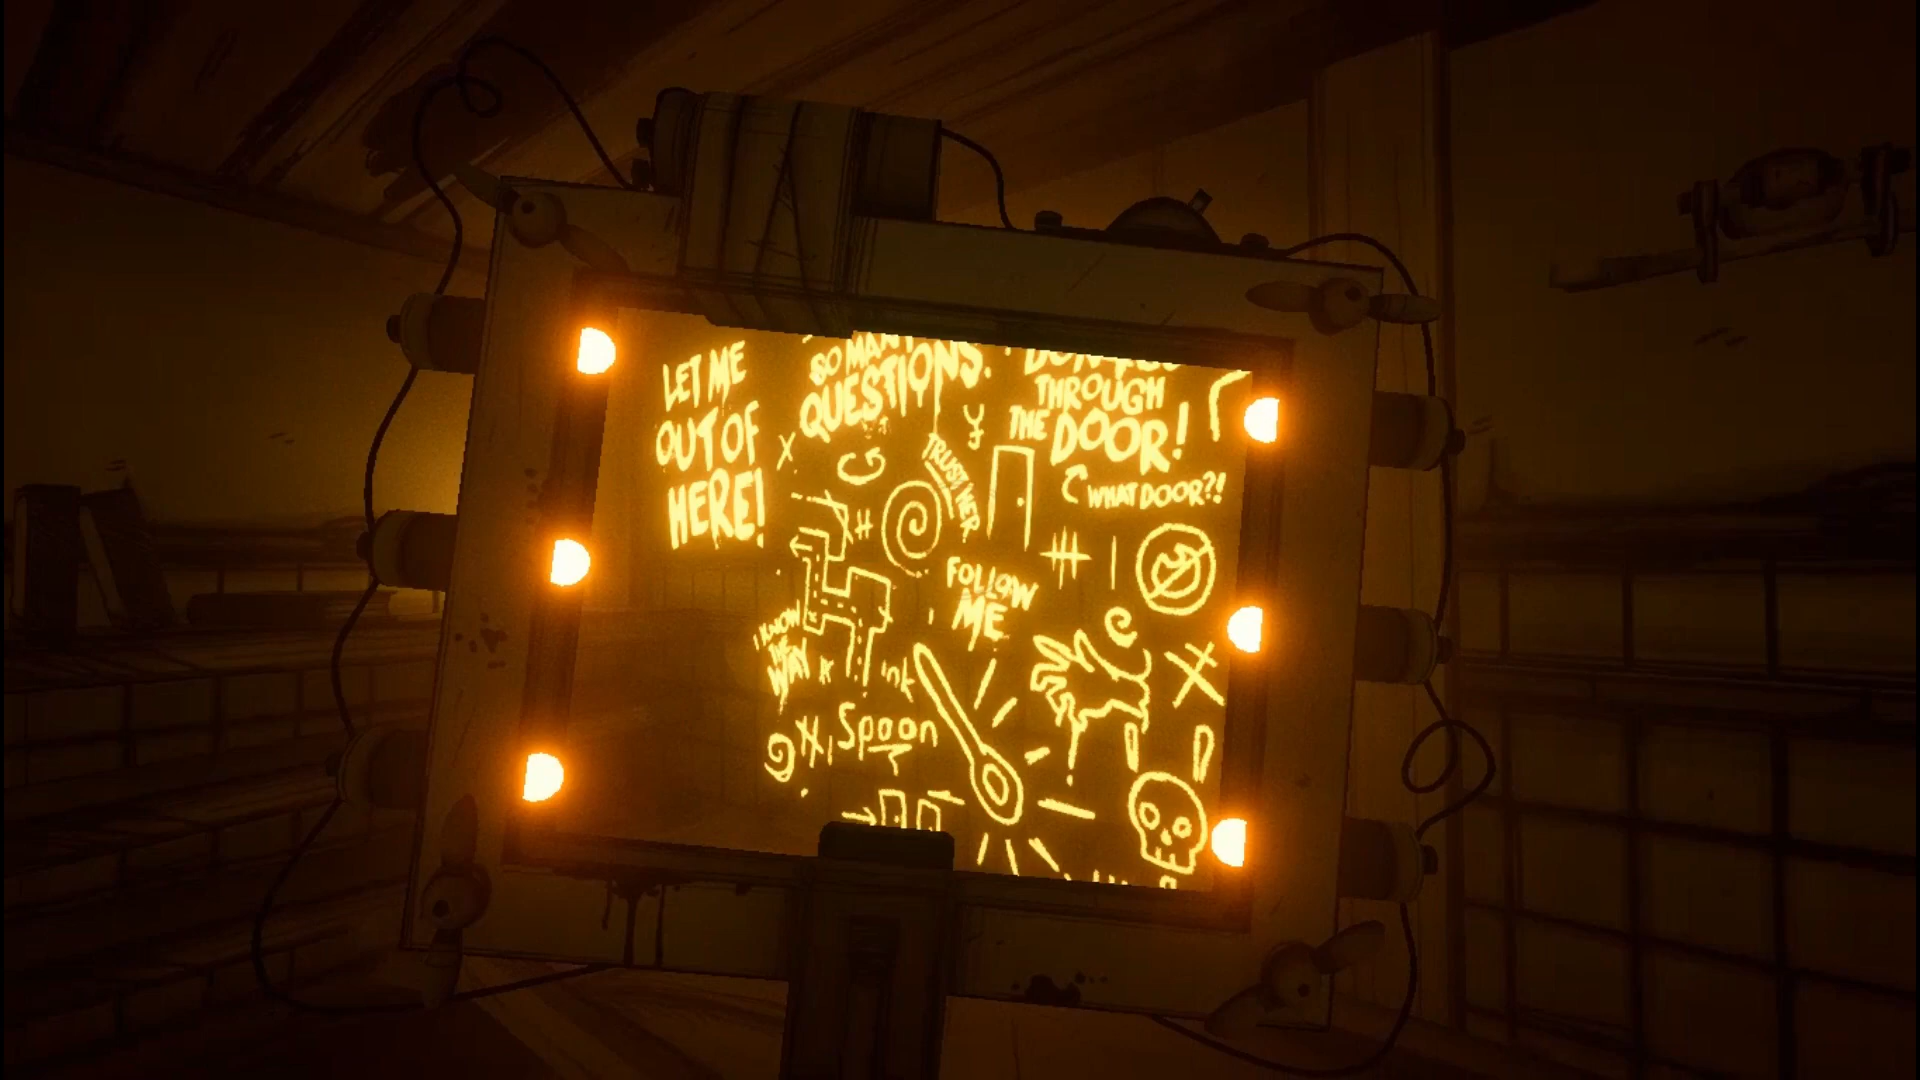 LET ME
OUT OF
HERE!
SO MANY
QUESTIONS.
THROUGH
THE DOOR!
WHAT DOOR?!
TRUST HER
FOLLOW
ME
I KNOW
THE
WAY
ink
Spoon